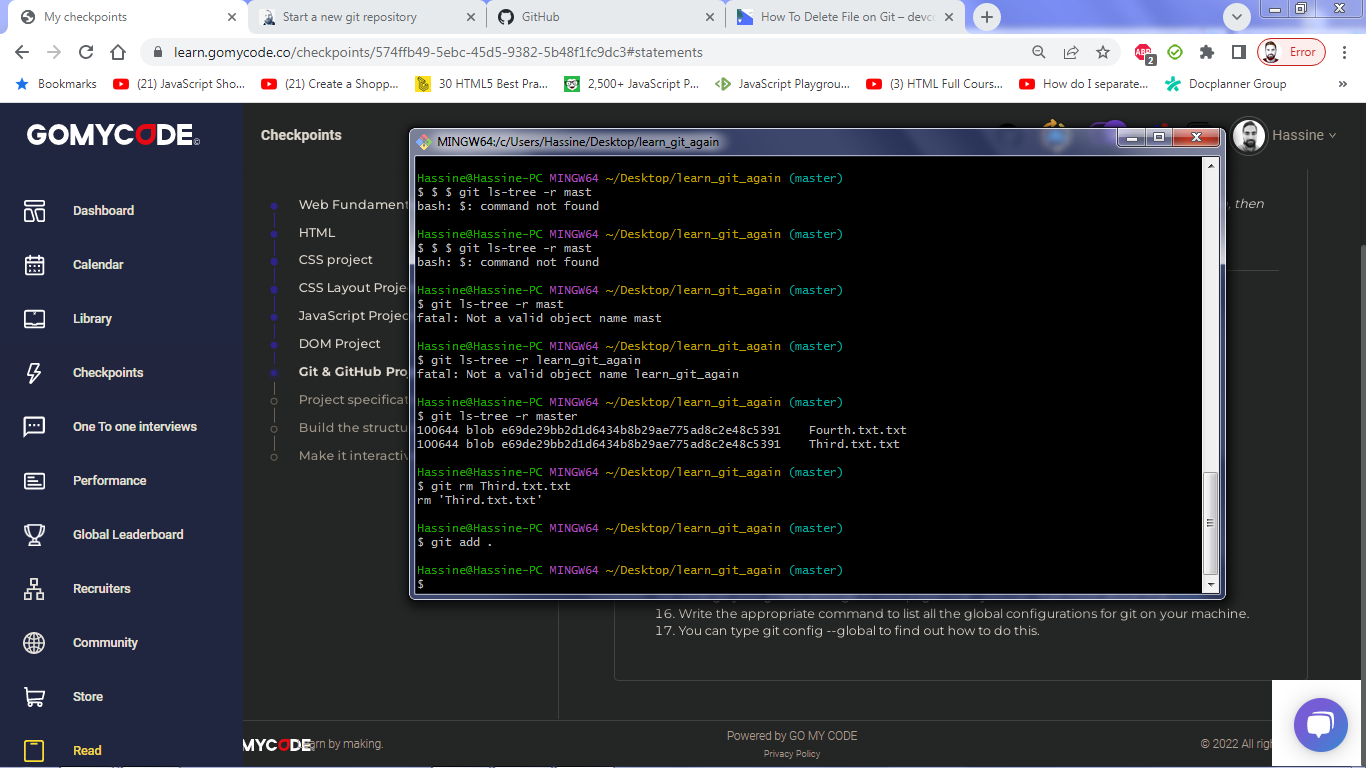 My checkpoints
Start a new git repository
GitHub
How To Delete File on Git – devco
learn.gomycode.co/checkpoints/574ffb49-5ebc-45d5-9382-5b48f1fc9dc3#statements
ABP
2
Error
Bookmarks
(21) JavaScript Sho...
(21) Create a Shopp...
30 HTML5 Best Pra...
2,500+ JavaScript P...
JavaScript Playgrou...
(3) HTML Full Cours...
How do I separate...
Docplanner Group
»
GOMYCODE©
Dashboard
Calendar
Library
Checkpoints
One To one interviews
Performance
Global Leaderboard
Recruiters
Community
Store
Read
Checkpoints
Hassine
Web Fundament
HTML
CSS project
CSS Layout Proje
JavaScript Project
DOM Project
Git & GitHub Pro
Project specificat
Build the structu
Make it interactiv
, then
MINGW64:/c/Users/Hassine/Desktop/learn_git_again
Hassine@Hassine-PC MINGW64 ~/Desktop/learn_git_again (master)
$ $ $ git ls-tree -r mast
bash: $: command not found
Hassine@Hassine-PC MINGW64 ~/Desktop/learn_git_again (master)
$ $ $ git ls-tree -r mast
bash: $: command not found
Hassine@Hassine-PC MINGW64 ~/Desktop/learn_git_again (master)
$ git ls-tree -r mast
fatal: Not a valid object name mast
Hassine@Hassine-PC MINGW64 ~/Desktop/learn_git_again (master)
$ git ls-tree -r learn_git_again
fatal: Not a valid object name learn_git_again
Hassine@Hassine-PC MINGW64 ~/Desktop/learn_git_again (master)
$ git ls-tree -r master
100644 blob e69de29bb2d1d6434b8b29ae775ad8c2e48c5391    Fourth.txt.txt
100644 blob e69de29bb2d1d6434b8b29ae775ad8c2e48c5391    Third.txt.txt
Hassine@Hassine-PC MINGW64 ~/Desktop/learn_git_again (master)
$ git rm Third.txt.txt
rm 'Third.txt.txt'
Hassine@Hassine-PC MINGW64 ~/Desktop/learn_git_again (master)
$ git add .
Hassine@Hassine-PC MINGW64 ~/Desktop/learn_git_again (master)
$
16. Write the appropriate command to list all the global configurations for git on your machine.
17. You can type git config --global to find out how to do this.
MYCODE
arn by making.
Powered by GO MY CODE
Privacy Policy
© 2022 All righ